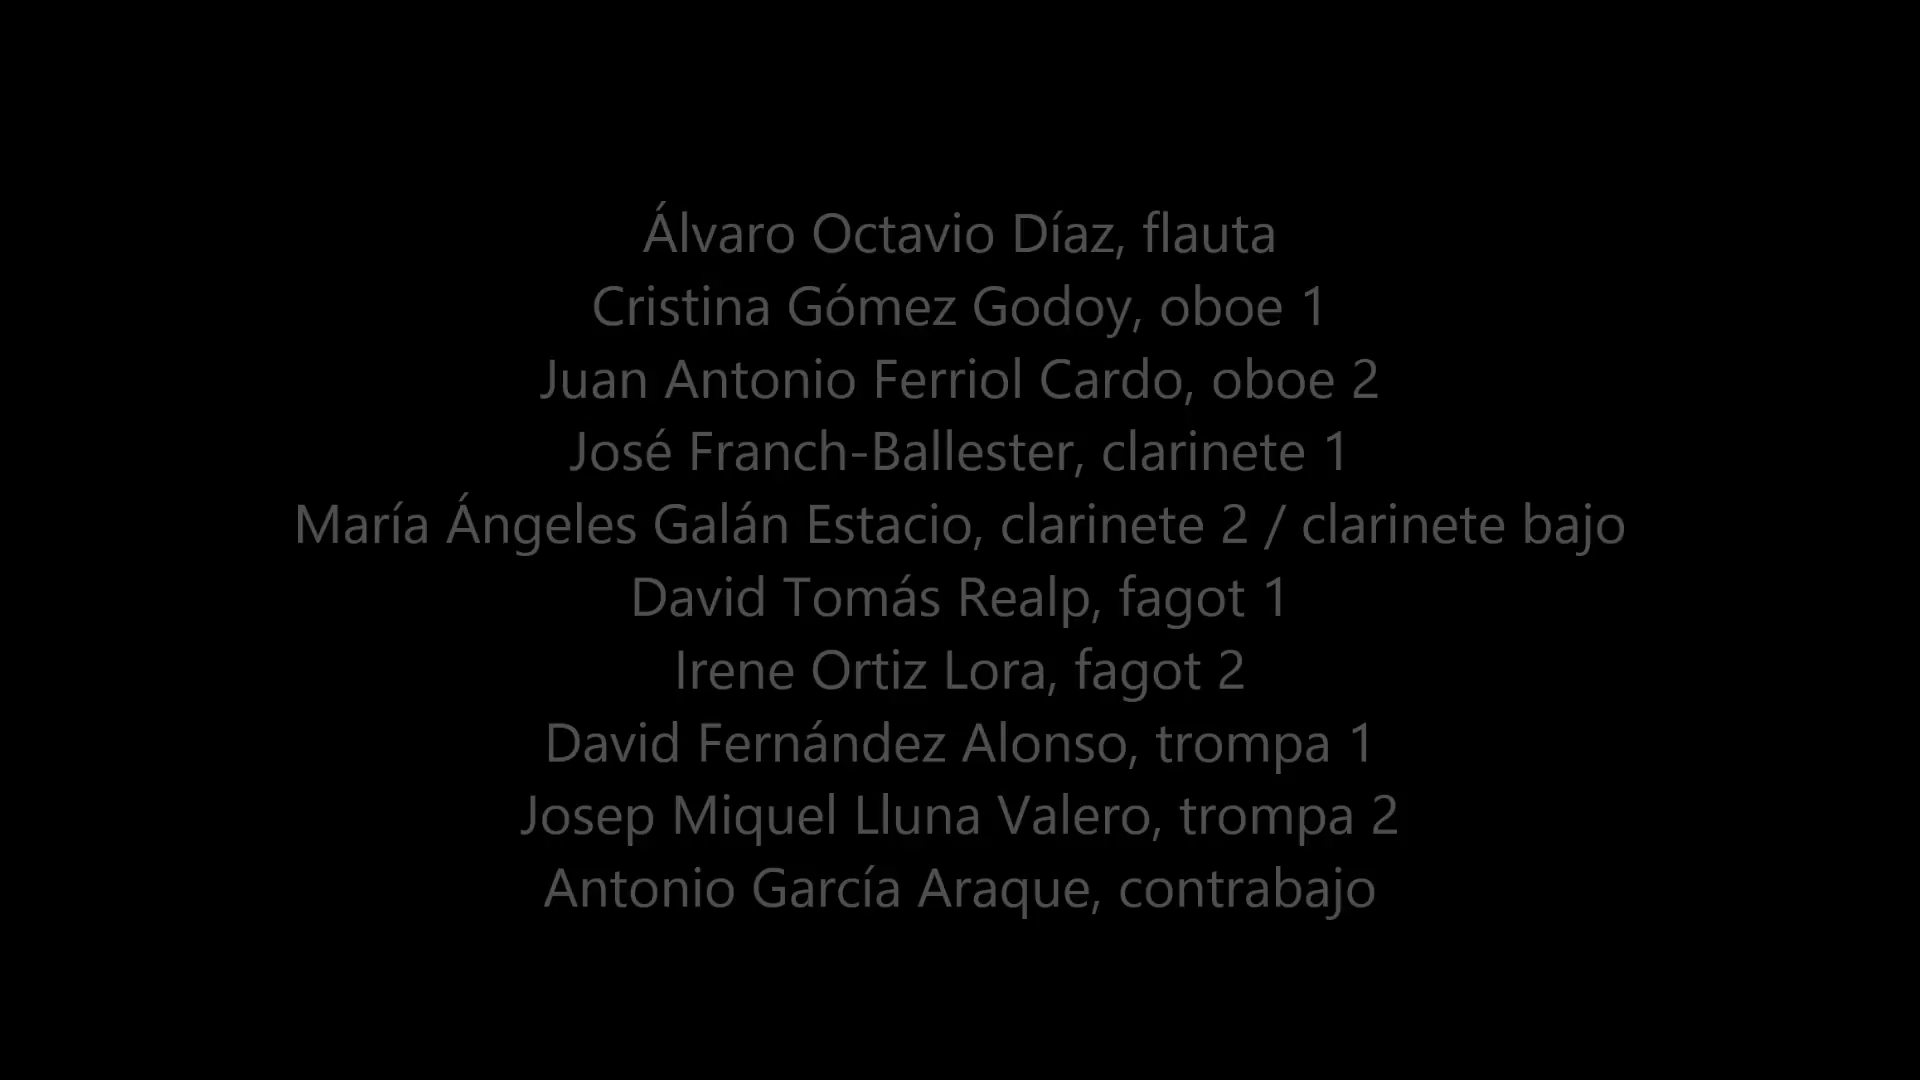 Álvaro Octavio Díaz, flauta
Cristina Gómez Godoy, oboe 1
Juan Antonio Ferriol Cardo, oboe 2
José Franch-Ballester, clarinete 1
María Ángeles Galán Estacio, clarinete 2 / clarinete bajo
David Tomás Realp, fagot 1
Irene Ortiz Lora, fagot 2
David Fernández Alonso, trompa 1
Josep Miquel Lluna Valero, trompa 2
Antonio García Araque, contrabajo